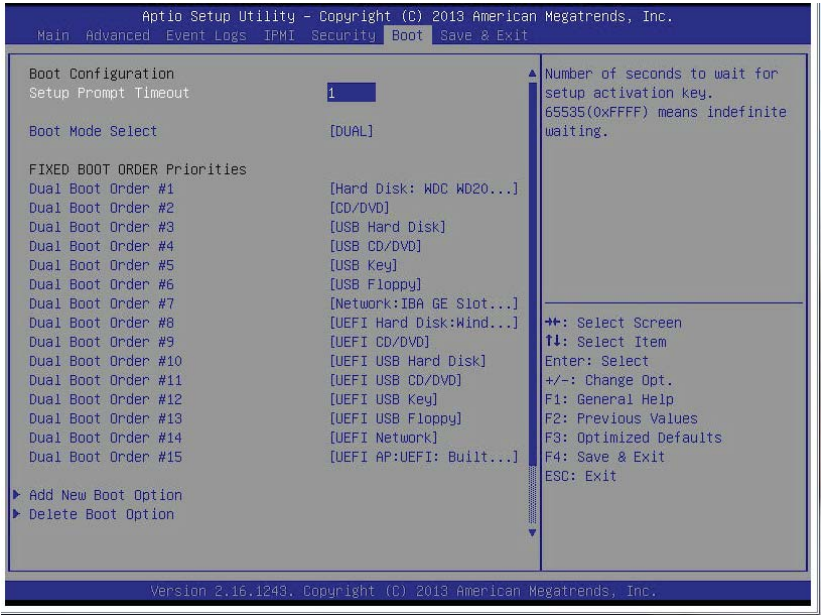 Aptio Setup Utility – Copyright (C) 2013 American Megatrends, Inc.
Main Advanced Event Logs IPMI Security Boot Save & Exit
Boot Configuration
Setup Prompt Timeout 1
Boot Mode Select [DUAL]
FIXED BOOT ORDER Priorities
Dual Boot Order #1 [Hard Disk: WDC WD20...]
Dual Boot Order #2 [CD/DVD]
Dual Boot Order #3 [USB Hard Disk]
Dual Boot Order #4 [USB CD/DVD]
Dual Boot Order #5 [USB Key]
Dual Boot Order #6 [USB Floppy]
Dual Boot Order #7 [Network:IBA GE Slot...]
Dual Boot Order #8 [UEFI Hard Disk:Wind...]
Dual Boot Order #9 [UEFI CD/DVD]
Dual Boot Order #10 [UEFI USB Hard Disk]
Dual Boot Order #11 [UEFI USB CD/DVD]
Dual Boot Order #12 [UEFI USB Key]
Dual Boot Order #13 [UEFI USB Floppy]
Dual Boot Order #14 [UEFI Network]
Dual Boot Order #15 [UEFI AP:UEFI: Built...]
Add New Boot Option
Delete Boot Option
Number of seconds to wait for
setup activation key.
65535(0xFFFF) means indefinite
waiting.
→←: Select Screen
↑↓: Select Item
Enter: Select
+/-: Change Opt.
F1: General Help
F2: Previous Values
F3: Optimized Defaults
F4: Save & Exit
ESC: Exit
Version 2.16.1243. Copyright (C) 2013 American Megatrends, Inc.